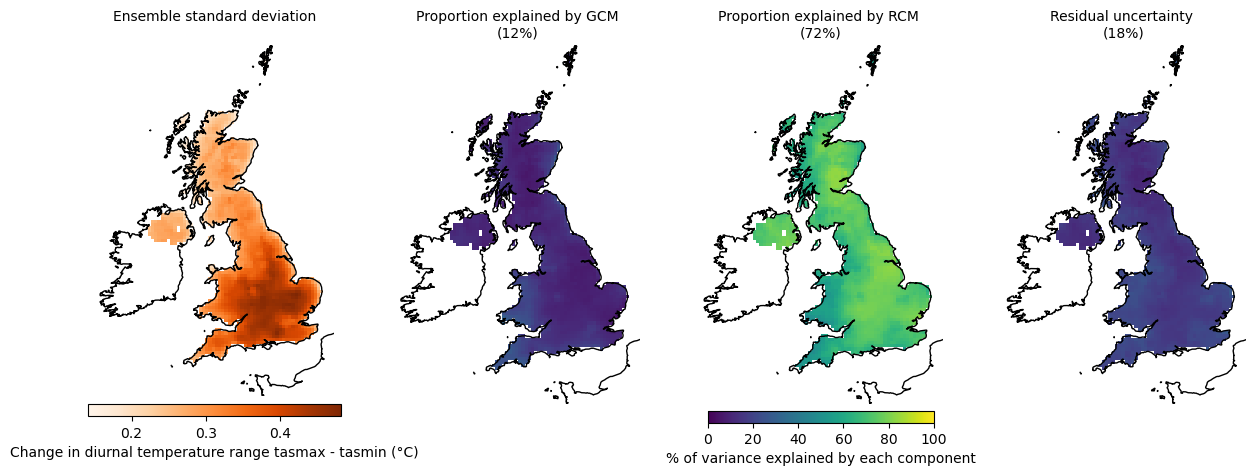 Ensemble standard deviation
Proportion explained by GCM
(12%)
Proportion explained by RCM
(72%)
Residual uncertainty
(18%)
0.2 0.3 0.4
Change in diurnal temperature range tasmax - tasmin (°C)
0 20 40 60 80 100
% of variance explained by each component